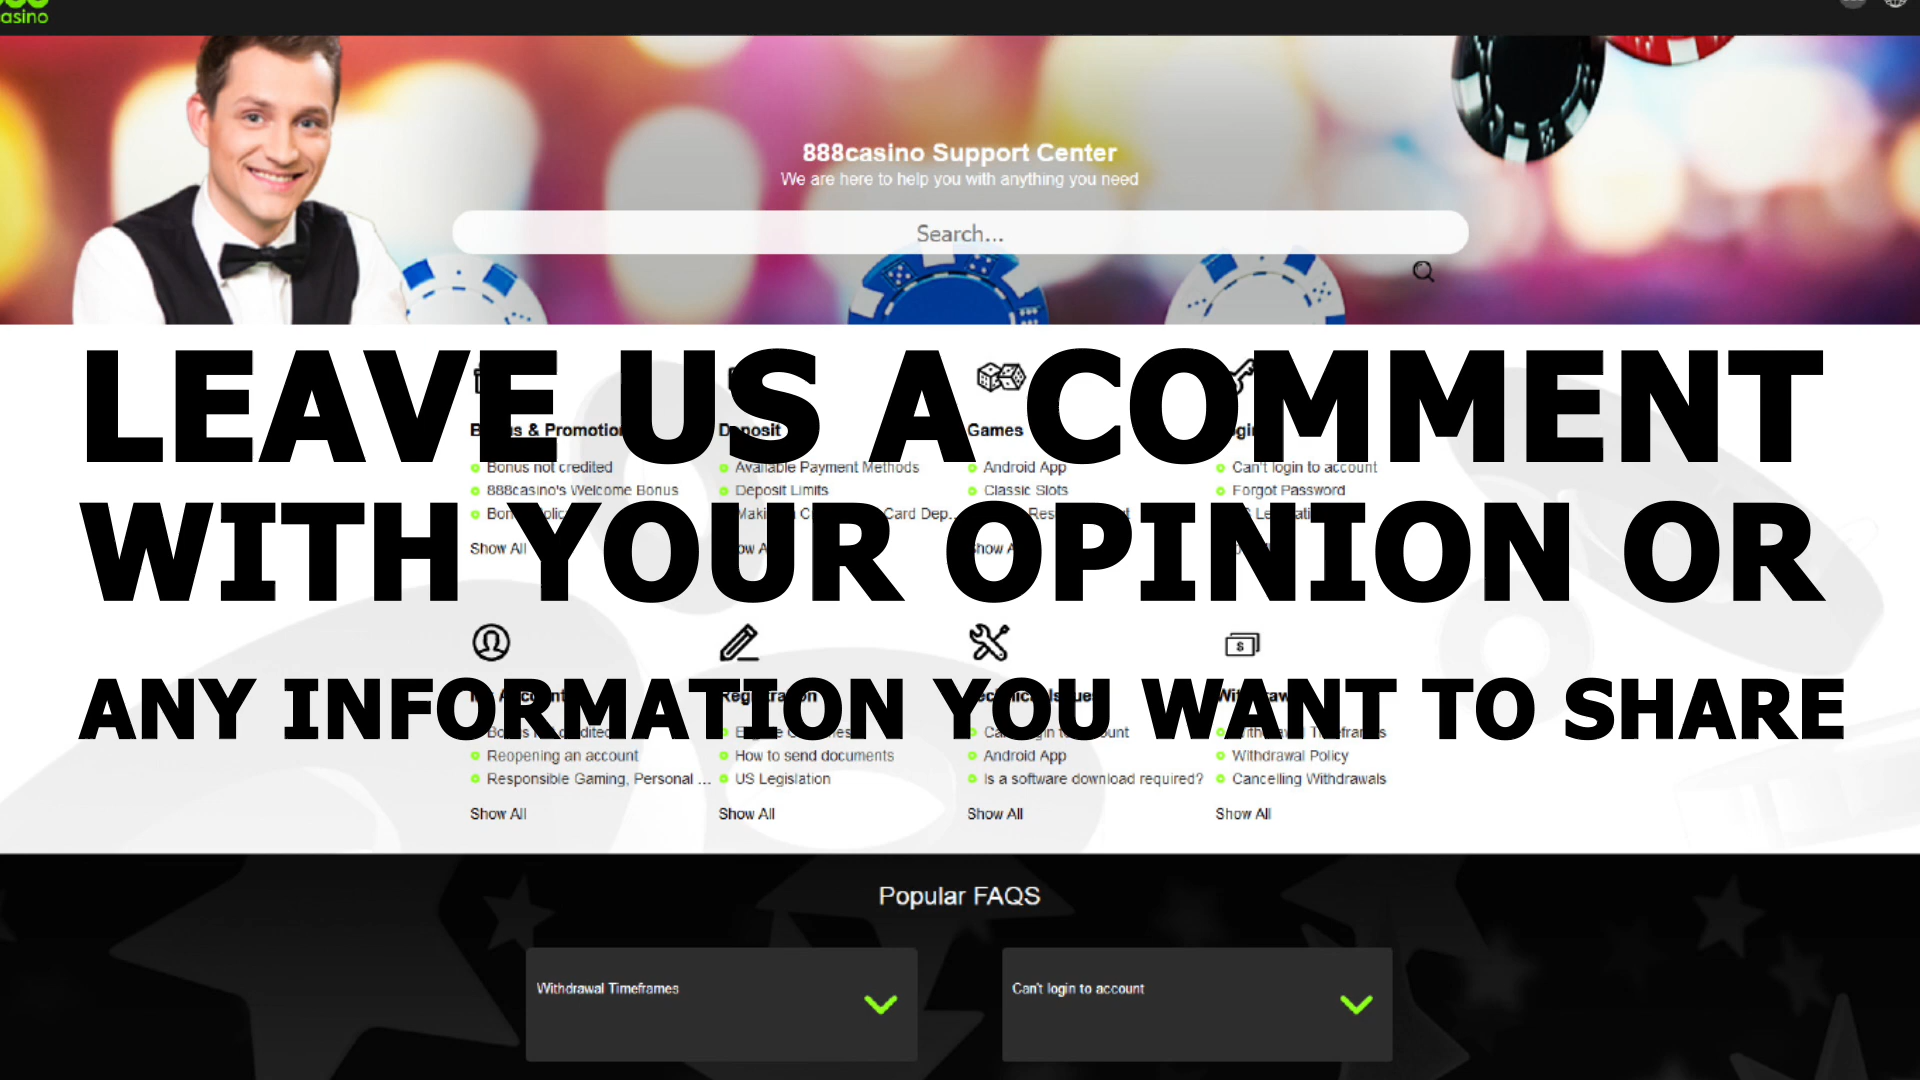 casino
888casino Support Center
We are here to help you with anything you need
Search...
LEAVE US A COMMENT
Deposit
Games
Bonus not credited
Available Payment Methods
Android App
Can't login to account
888casino's Welcome Bonus
Deposit Limits
Classic Slots
Forgot Password
Card Dep...
WITH YOUR OPINION OR
Show All
ANY INFORMATION YOU WANT TO SHARE
Reopening an account
How to send documents
Android App
Withdrawal Policy
Responsible Gaming, Personal ...
US Legislation
Is a software download required?
Cancelling Withdrawals
Show All
Show All
Show All
Show All
Popular FAQS
Withdrawal Timeframes
Can't login to account